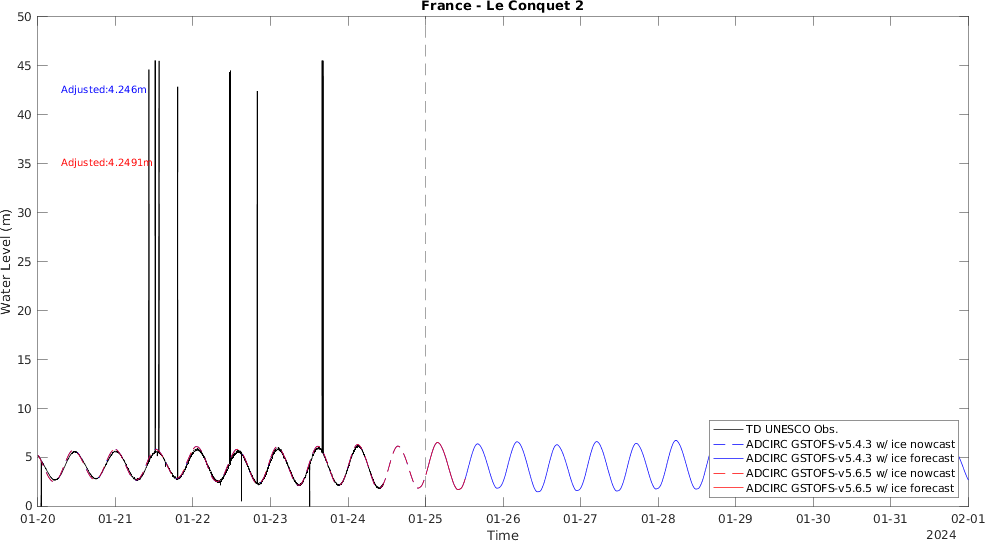 France - Le Conquet 2
50
45
40
35
30
25
20
15
10
5
0
Water Level (m)
Adjusted:4.246m
Adjusted:4.2491m
TD UNESCO Obs.
ADCIRC GSTOFS-v5.4.3 w/ ice nowcast
ADCIRC GSTOFS-v5.4.3 w/ ice forecast
ADCIRC GSTOFS-v5.6.5 w/ ice nowcast
ADCIRC GSTOFS-v5.6.5 w/ ice forecast
01-20 01-21 01-22 01-23 01-24 01-25 01-26 01-27 01-28 01-29 01-30 01-31 02-01
Time
2024